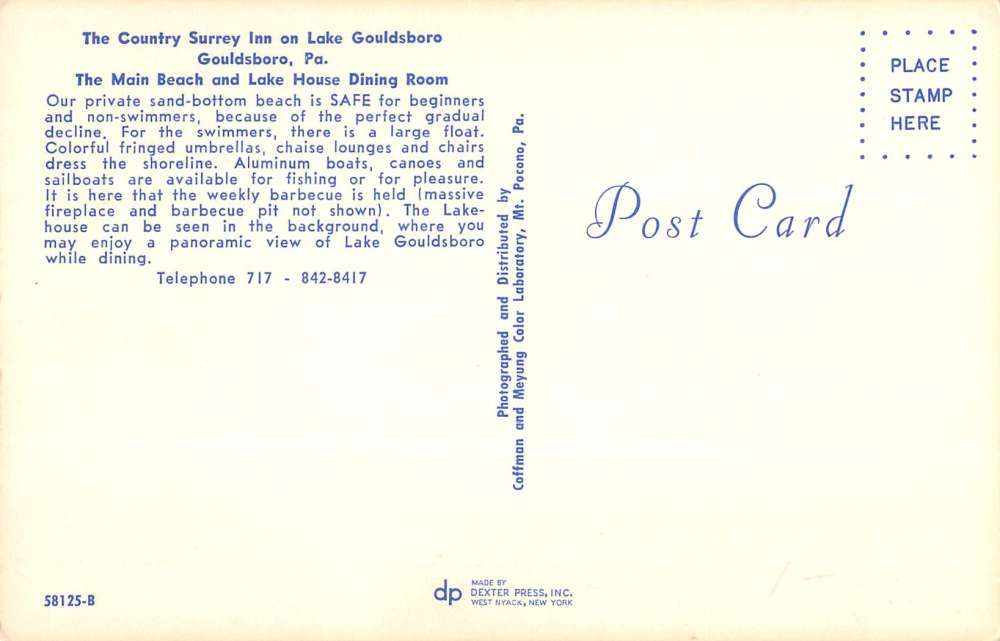 The Country Surrey Inn on Lake Gouldsboro
Gouldsboro, Pa.
The Main Beach and Lake House Dining Room
Our private sand-bottom beach is SAFE for beginners
and non-swimmers, because of the perfect gradual
decline. For the swimmers, there is a large float.
Colorful fringed umbrellas, chaise lounges and chairs
dress the shoreline. Aluminum boats, canoes and
sailboats are available for fishing or for pleasure.
It is here that the weekly barbecue is held (massive
fireplace and barbecue pit not shown). The Lake-
house can be seen in the background, where you
may enjoy a panoramic view of Lake Gouldsboro
while dining.
Telephone 717 - 842-8417
58125-B
Photographed and Distributed by
Coffman and Meyung Color Laboratory, Mt. Pocono, Pa.
dp
MADE BY
DEXTER PRESS, INC.
WEST NYACK, NEW YORK
PLACE
STAMP
HERE
Post Card